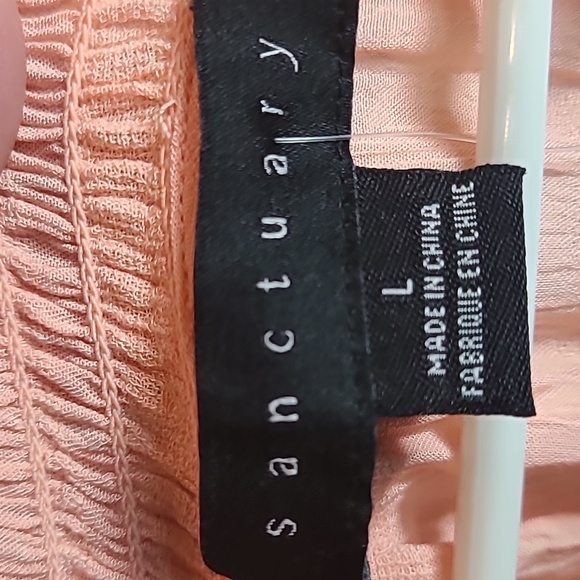 sanctuary
L
MADE IN CHINA
FABRIQUE EN CHINE